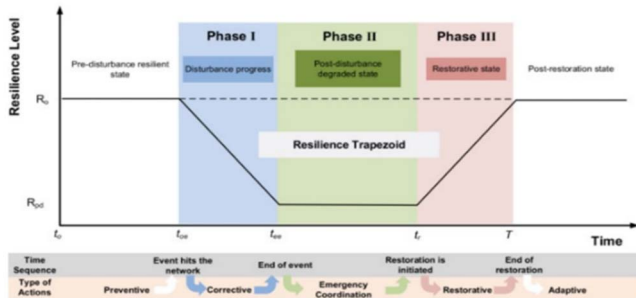 Phase I
Phase II
Phase III
Resilience Level
Pre-disturbance resilient
state
Disturbance progress
Post-disturbance
degraded state
Restorative state
Post-restoration state
Ro
Resilience Trapezoid
Rpd
to
toe
tee
tr
T
Time
Time
Sequence
Event hits the
network
End of event
Restoration is
initiated
End of
restoration
Type of
Actions
Preventive
Corrective
Emergency
Coordination
Restorative
Adaptive